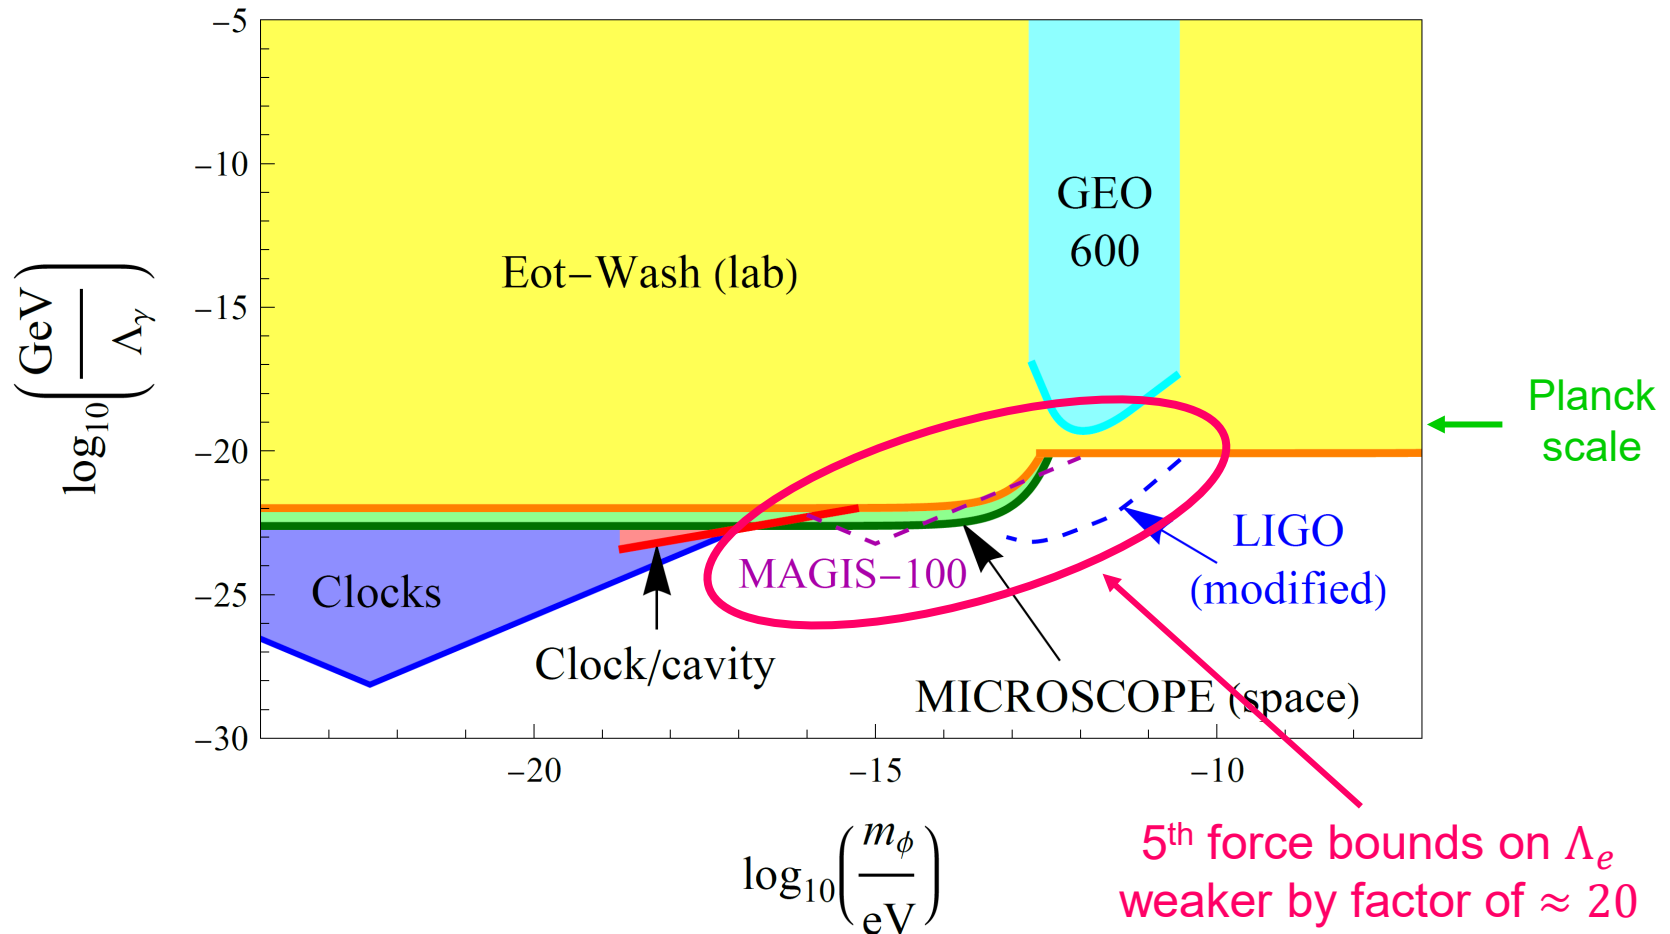 −5
−10
−15
−20
−25
−30
log₁₀(GeV/Λᵧ)
GEO
600
Eot−Wash (lab)
Planck
scale
LIGO
(modified)
MAGIS−100
Clocks
Clock/cavity
MICROSCOPE (space)
−20
−15
−10
log₁₀(m_ϕ/eV)
5th force bounds on Λₑ
weaker by factor of ≈ 20